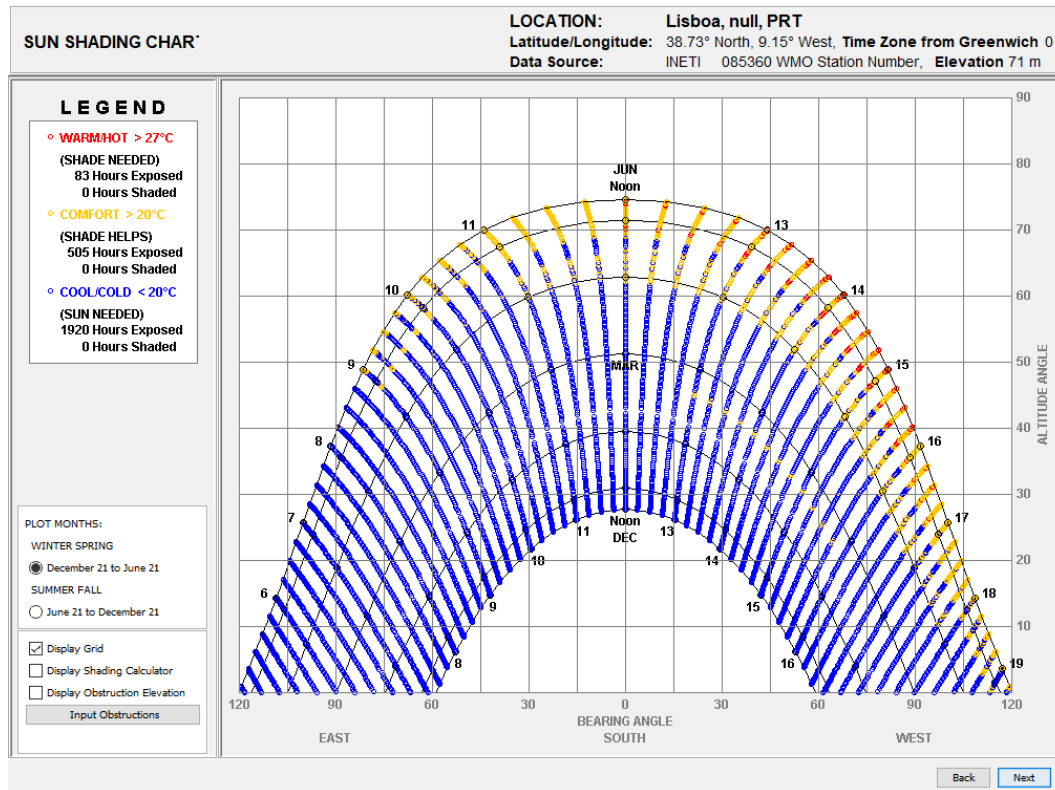 SUN SHADING CHAR
LOCATION: Lisboa, null, PRT
Latitude/Longitude: 38.73° North, 9.15° West, Time Zone from Greenwich 0
Data Source: INETI 085360 WMO Station Number, Elevation 71 m
LEGEND
WARM/HOT > 27°C
(SHADE NEEDED)
83 Hours Exposed
0 Hours Shaded
COMFORT > 20°C
(SHADE HELPS)
505 Hours Exposed
0 Hours Shaded
COOL/COLD < 20°C
(SUN NEEDED)
1920 Hours Exposed
0 Hours Shaded
PLOT MONTHS:
WINTER SPRING
December 21 to June 21
SUMMER FALL
June 21 to December 21
Display Grid
Display Shading Calculator
Display Obstruction Elevation
Input Obstructions
90
80
JUN
Noon
11
13
70
10
14
60
9
MAR
15
50
8
16
40
ALTITUDE ANGLE
7
17
30
Noon
DEC
11
13
10
14
20
6
18
9
15
10
8
16
19
120 90 60 30 0 30 60 90 120
BEARING ANGLE
EAST SOUTH WEST
Back Next